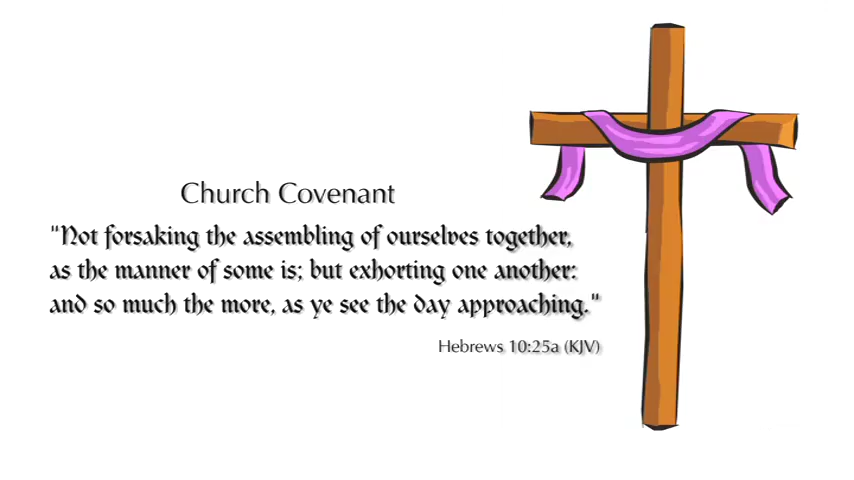 Church Covenant
"Not forsaking the assembling of ourselves together,
as the manner of some is; but exhorting one another:
and so much the more, as ye see the day approaching."
Hebrews 10:25a (KJV)